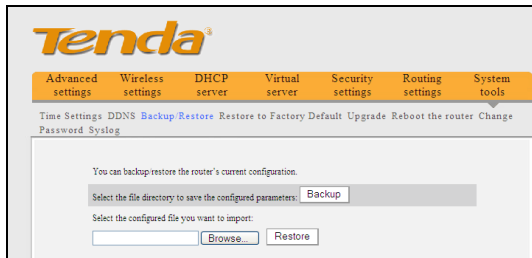 Tenda®
Advanced settings Wireless settings DHCP server Virtual server Security settings Routing settings System tools
Time Settings DDNS Backup/Restore Restore to Factory Default Upgrade Reboot the router Change
Password Syslog
You can backup/restore the router's current configuration.
Select the file directory to save the configured parameters: Backup
Select the configured file you want to import:
Browse... Restore